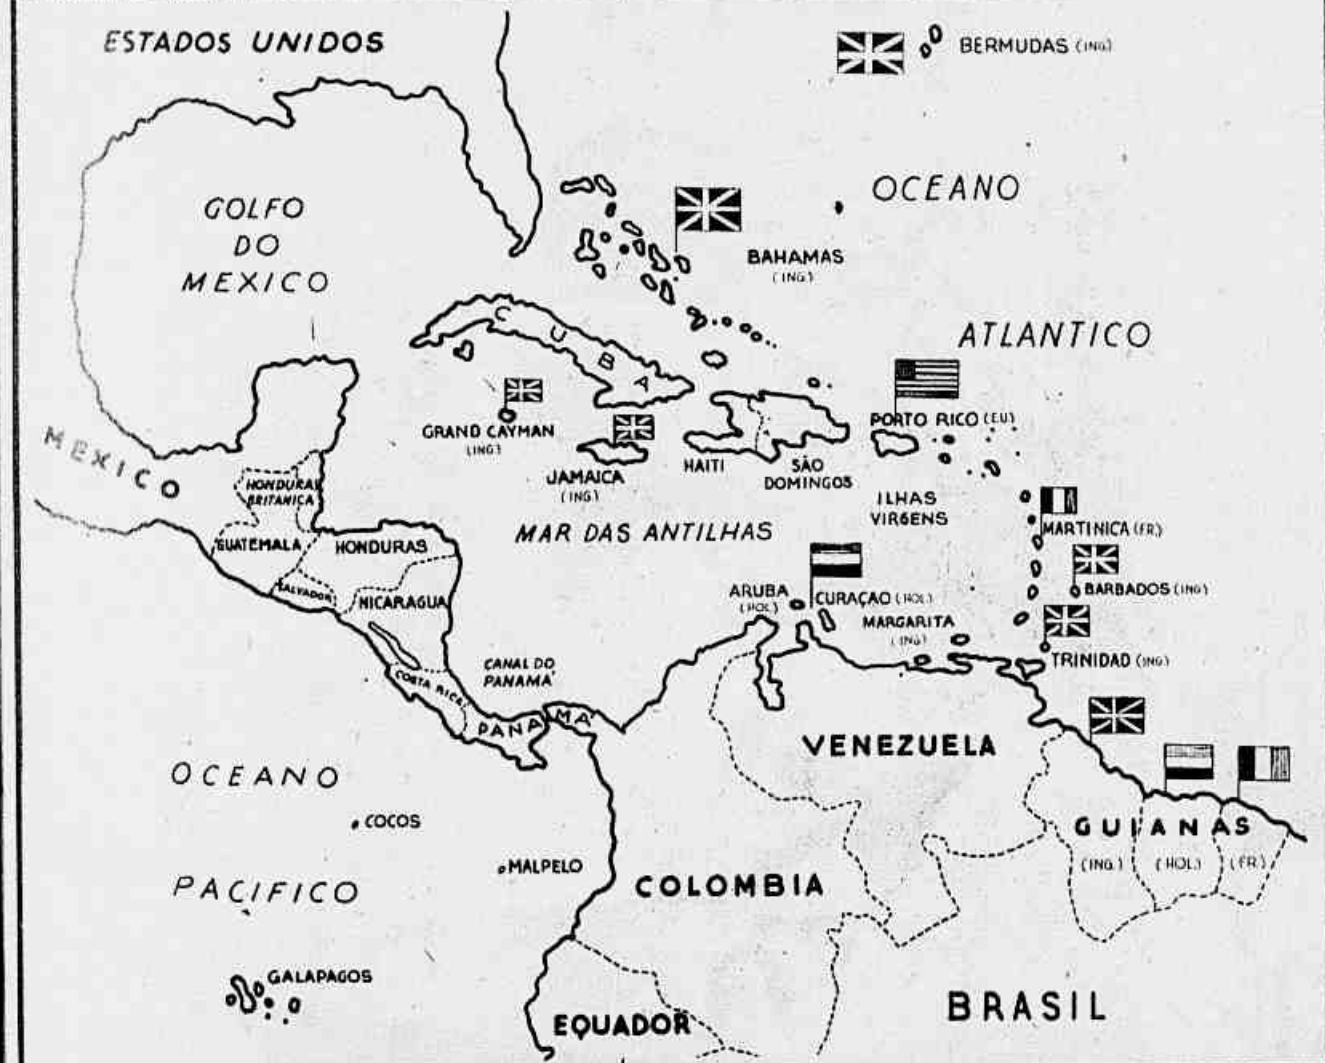 ESTADOS UNIDOS
BERMUDAS (ING.)
OCEANO
GOLFO
DO
MEXICO
BAHAMAS
(ING.)
ATLANTICO
CUBA
PORTO RICO (E.U.)
GRAND CAYMAN
(ING.)
MEXICO
JAMAICA
(ING.)
HAITI
SÃO
DOMINGOS
HONDURAS
BRITANICA
ILHAS
VIRGENS
MARTINICA (FR.)
MAR DAS ANTILHAS
GUATEMALA
HONDURAS
SALVADOR
NICARAGUA
ARUBA
(HOL)
CURAÇAO (HOL)
BARBADOS (ING)
MARGARITA
(ING.)
TRINIDAD (ING.)
CANAL DO
PANAMÁ
COSTA RICA
PANAMÁ
VENEZUELA
OCEANO
COCOS
GUIANAS
(ING.) (HOL) (FR.)
MALPELO
PACIFICO
COLOMBIA
GALAPAGOS
EQUADOR
BRASIL